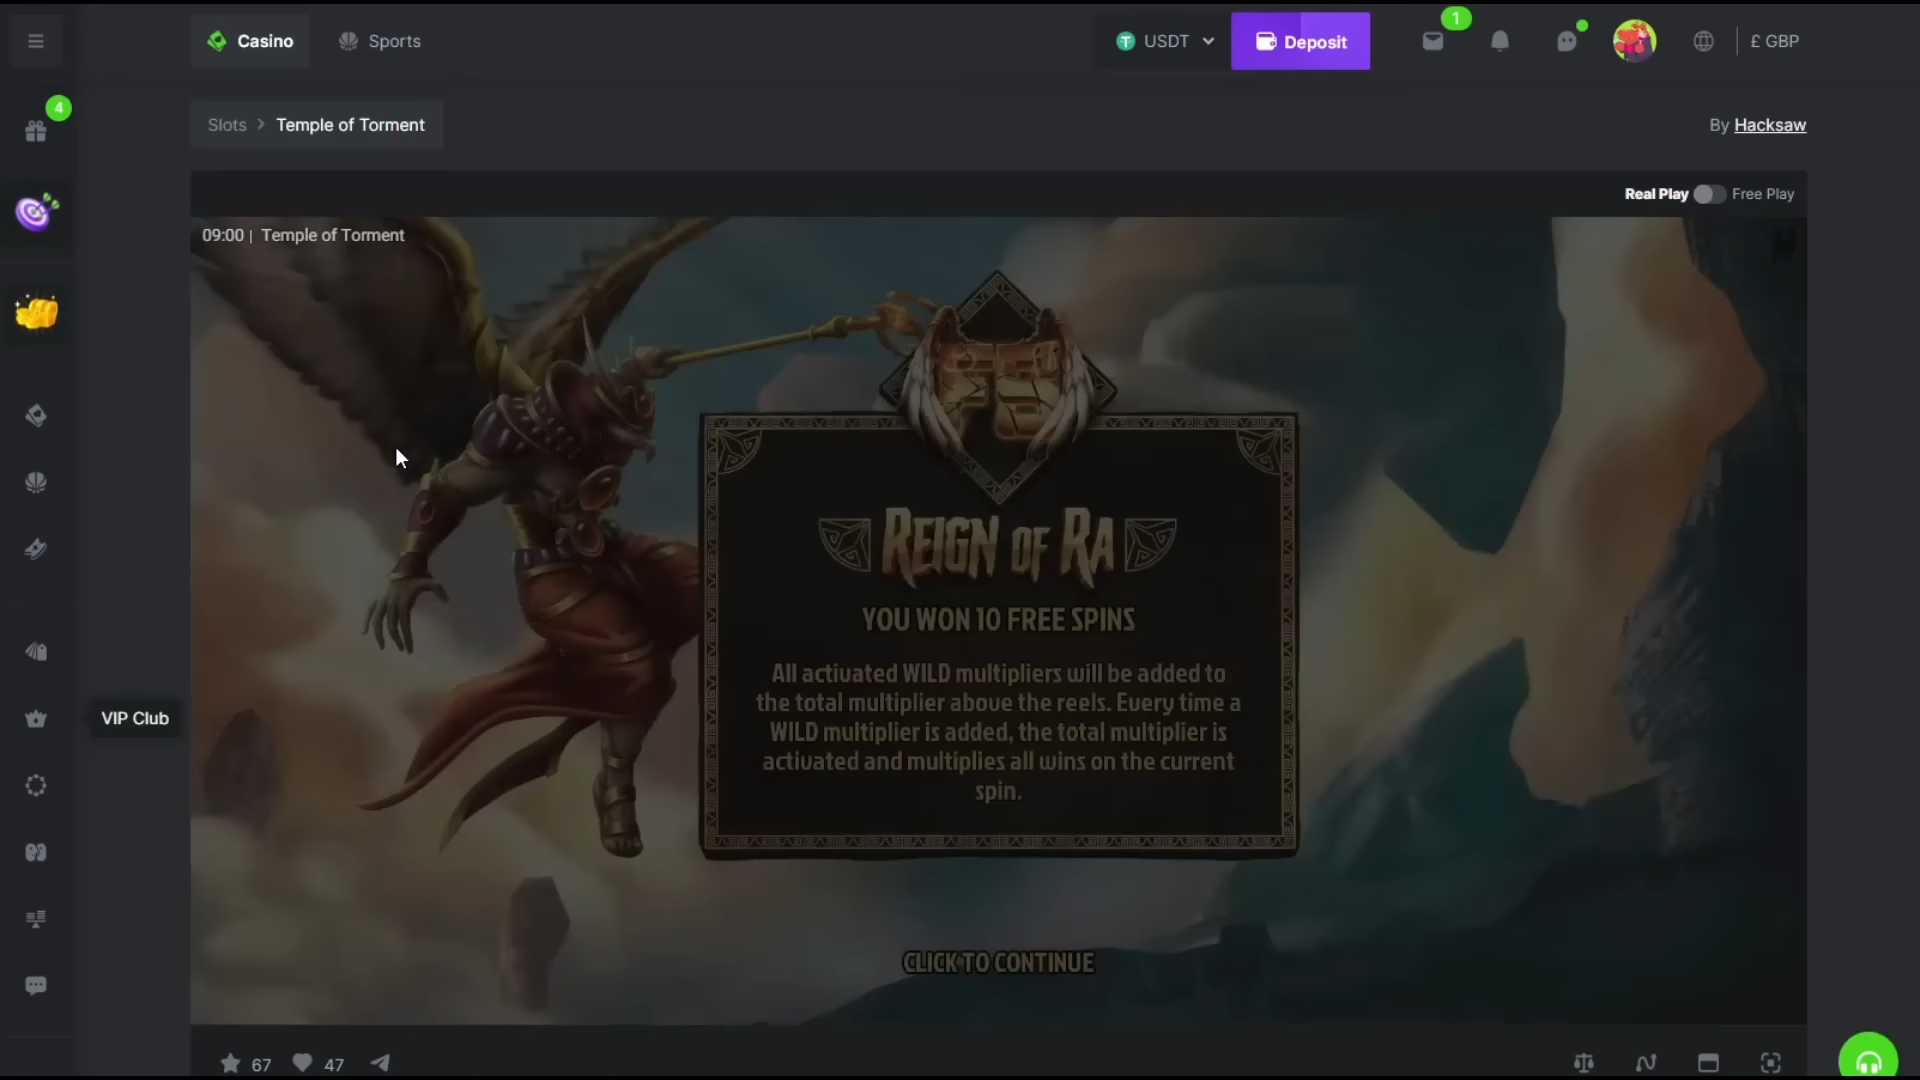 Casino
Sports
USDT
Deposit
1
£ GBP
4
Slots > Temple of Torment
By Hacksaw
Real Play
Free Play
09:00 | Temple of Torment
FS
REIGN OF RA
YOU WON 10 FREE SPINS
All activated WILD multipliers will be added to
the total multiplier above the reels. Every time a
WILD multiplier is added, the total multiplier is
activated and multiplies all wins on the current
spin.
VIP Club
CLICK TO CONTINUE
67
47